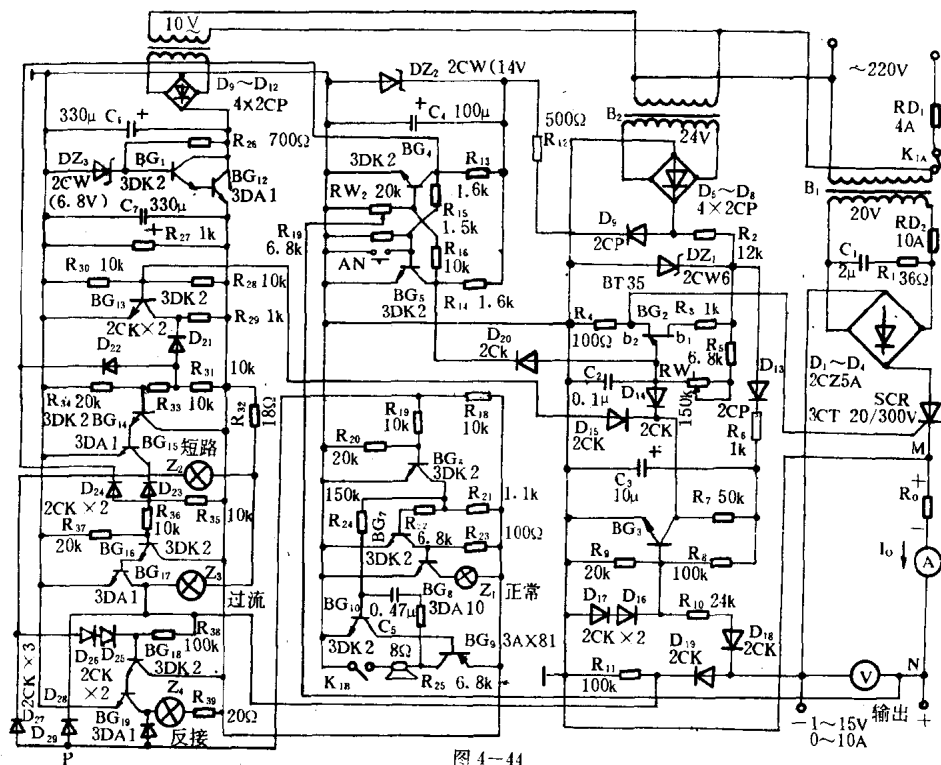 10V
D₉～D₁₂
4×2CP
DZ₂ 2CW(14V
～220V
RD₁
4A
K₁A
330μ C₆ +
R₂₆
700Ω
C₄ 100μ
500Ω
R₁₂
B₂
24V
DZ₃
2CW
(6.8V)
BG₁
3DK2
BG₁₂
3DA1
3DK2
BG₄
R₁₃
1.6k
D₅～D₈
4×2CP
B₁
20V
RD₂
10A
C₇ 330μ
RW₂ 20k
R₁₅
1.5k
D₉
2CP
R₂
12k
C₁
2μ
R₁
36Ω
+ R₂₇ 1k
R₁₉
6.8k
R₁₆
10k
DZ₁
2CW6
R₃₀ 10k
R₂₈ 10k
AN
BG₅
3DK2
R₁₄ 1.6k
BT35
BG₁₃
3DK2
2CK×2
R₂₉ 1k
R₄
100Ω
BG₂
b₂ b₁
R₃ 1k
R₅
6.8k
D₁₃
D₁～D₄
2CZ5A
D₂₂
D₂₁
D₂₀
2Ck
C₂
0.1μ
RW
150k
D₁₄
2CK
2CP
SCR
3CT 20/300V
R₃₄ 20k
R₃₃
R₃₁
10k
10k
R₃₂
18Ω
D₁₅
2CK
R₆
1k
M
3DK2
BG₁₄
R₁₉
10k
R₁₈
10k
3DA1
BG₁₅
短路
Z₂
R₂₀
20k
3DK2
C₃
10μ
+
R₇ 50k
R₀
+
−
D₂₄
2CK×2
D₂₃
R₃₅
10k
150k
R₂₄
BG₇
R₂₁ 1.1k
BG₃
I₀
A
R₃₇
20k
R₃₆
10k
3DK2
6.8k
R₂₃
100Ω
R₉
20k
R₈
100k
BG₁₆
3DK2
BG₁₇
3DA1
Z₃
过流
BG₈
3DA10
Z₁
正常
BG₁₀
0.47μ
C₅
D₁₇
D₁₆
2CK×2
R₁₀ 24k
D₁₈
2CK
R₃₈
100k
3DK2
8Ω
BG₉
3AX81
D₁₉
2CK
2CK×3
D₂₆
D₂₅
2CK
×2
BG₁₈
3DK2
K₁B
R₂₅
6.8k
R₁₁
100k
V
N
D₂₈
Z₄
R₃₉
20Ω
输出
D₂₇
D₂₉
BG₁₉
3DA1
反接
− 1～15V
0～10A
+
P
图 4－44